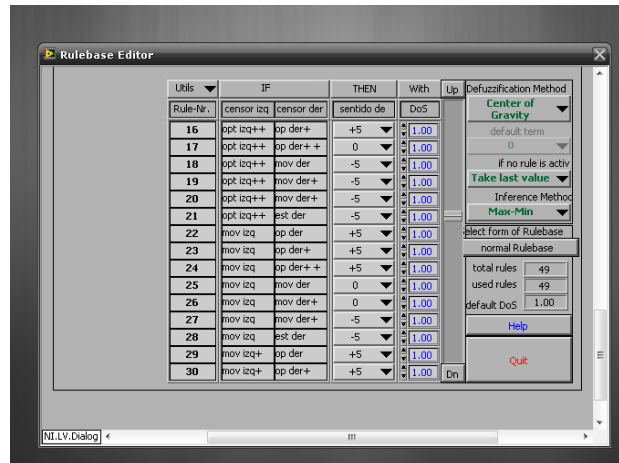 Rulebase Editor
Utils IF THEN With Up Defuzzification Method
Rule-Nr. censor izq censor der sentido de DoS Center of Gravity
16 opt izq++ op der+ +5 1.00 default term
17 opt izq++ op der+ + 0 1.00 0
18 opt izq++ mov der -5 1.00 if no rule is activ
19 opt izq++ mov der+ -5 1.00 Take last value
20 opt izq++ mov der+ -5 1.00 Inference Method
21 opt izq++ est der -5 1.00 Max-Min
22 mov izq op der +5 1.00 elect form of Rulebase
23 mov izq op der+ +5 1.00 normal Rulebase
24 mov izq op der+ + +5 1.00 total rules 49
25 mov izq mov der 0 1.00 used rules 49
26 mov izq mov der+ 0 1.00 default DoS 1.00
27 mov izq mov der+ -5 1.00 Help
28 mov izq est der -5 1.00
29 mov izq+ op der +5 1.00 Quit
30 mov izq+ op der+ +5 1.00 Dn
NI.LV.Dialog